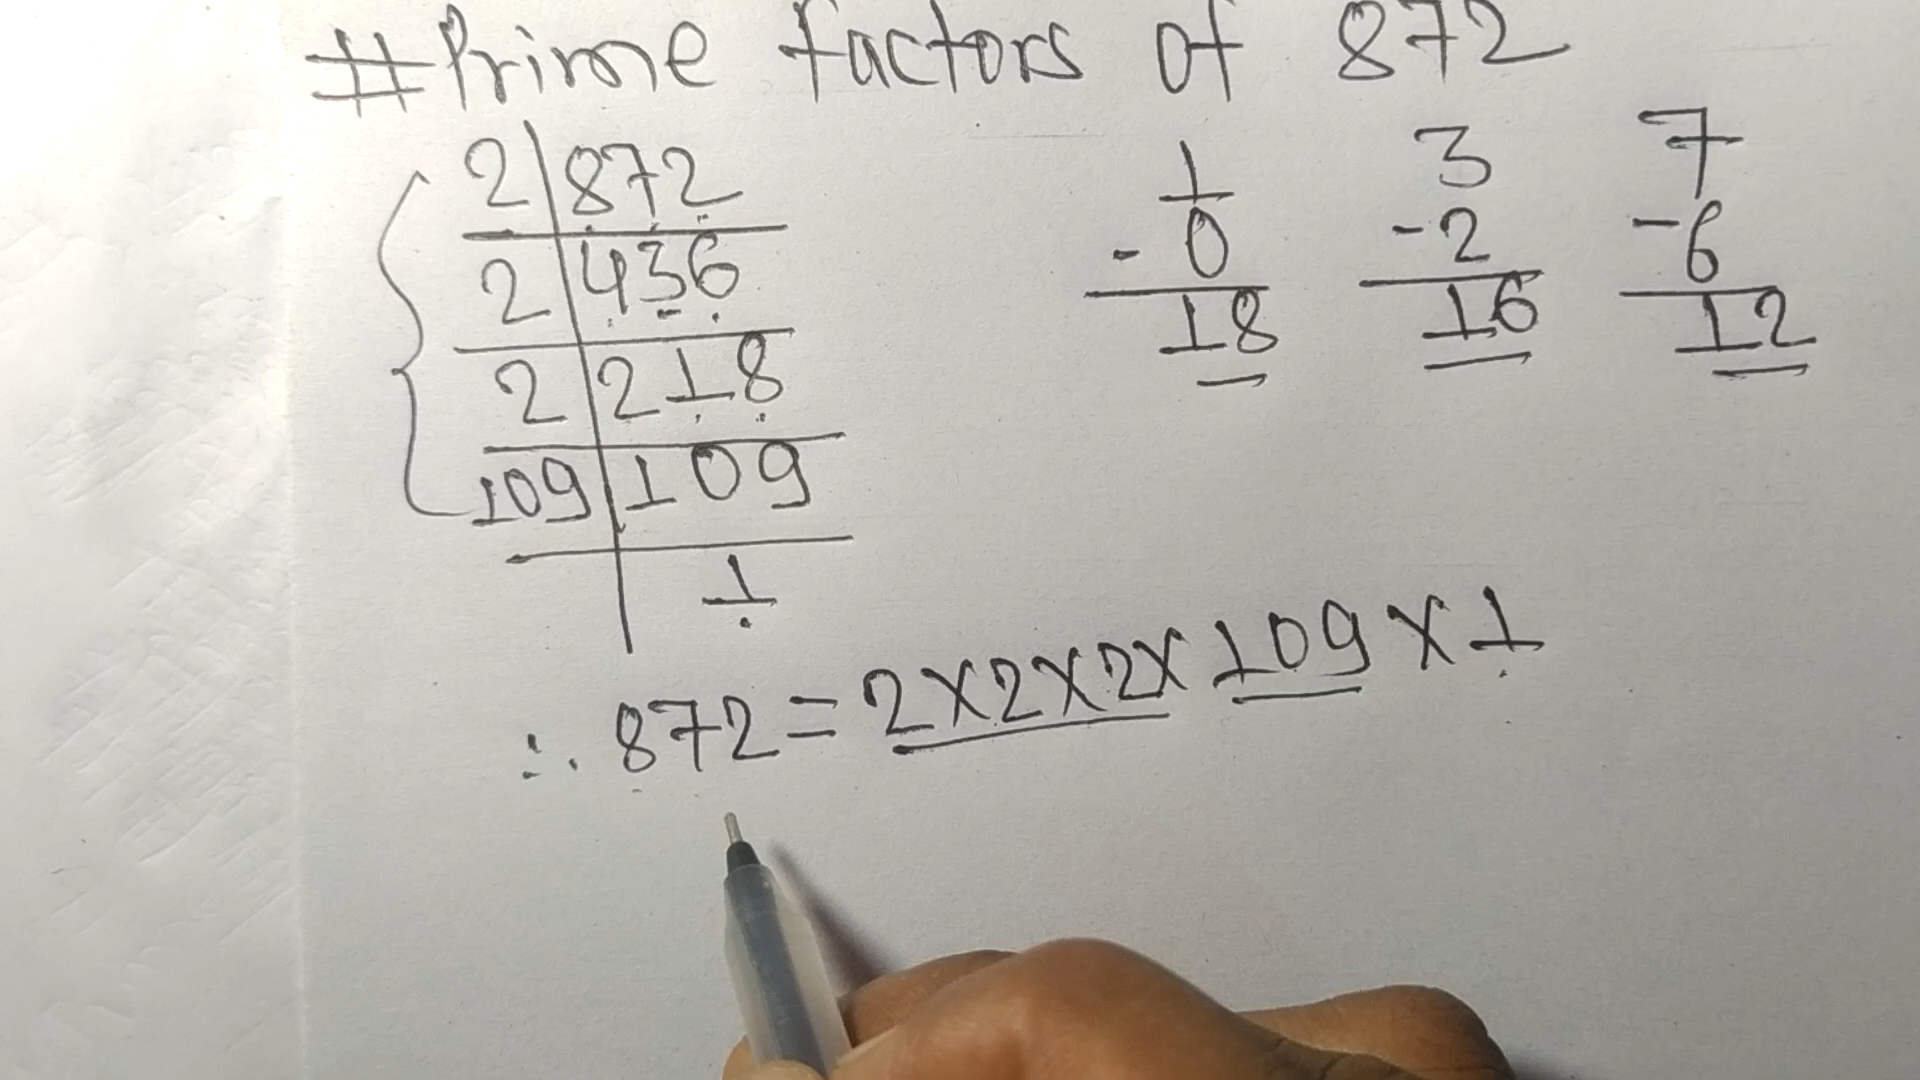 #Prime factors of 872
2 | 872
2 | 436
2 | 218
109 | 109
1
1
- 0
18
3
- 2
16
7
- 6
12
∴ 872 = 2×2×2× 109 × 1